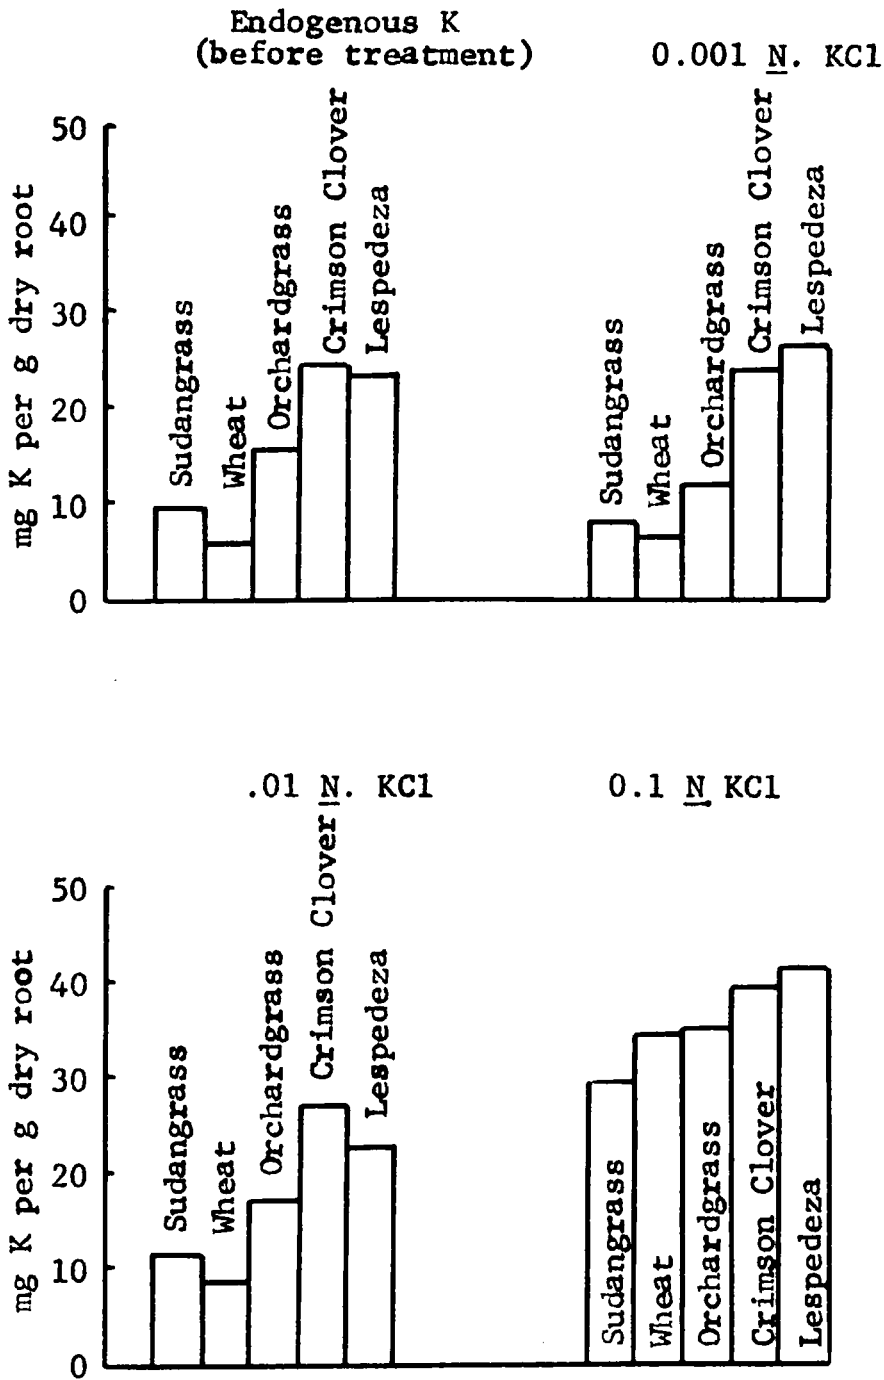 Endogenous K
(before treatment)
0.001 N. KCl
mg K per g dry root
50
40
30
20
10
0
Sudangrass
Wheat
Orchardgrass
Crimson Clover
Lespedeza
Sudangrass
Wheat
Orchardgrass
Crimson Clover
Lespedeza
.01 N. KCl
0.1 N KCl
mg K per g dry root
50
40
30
20
10
0
Sudangrass
Wheat
Orchardgrass
Crimson Clover
Lespedeza
Sudangrass
Wheat
Orchardgrass
Crimson Clover
Lespedeza